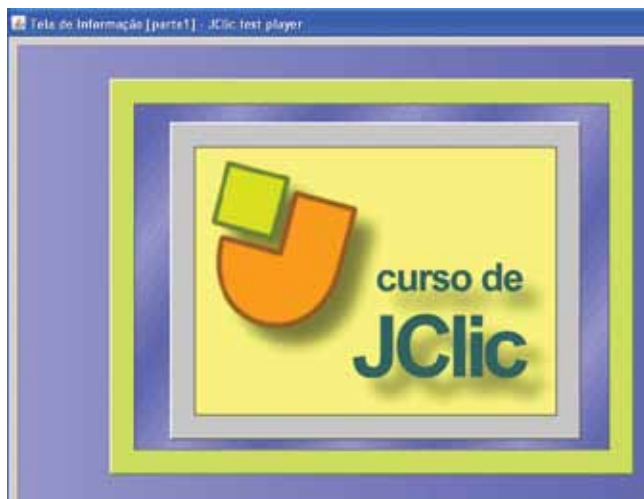 Tela de Informação [parte1] - JClic test player
curso de
JClic